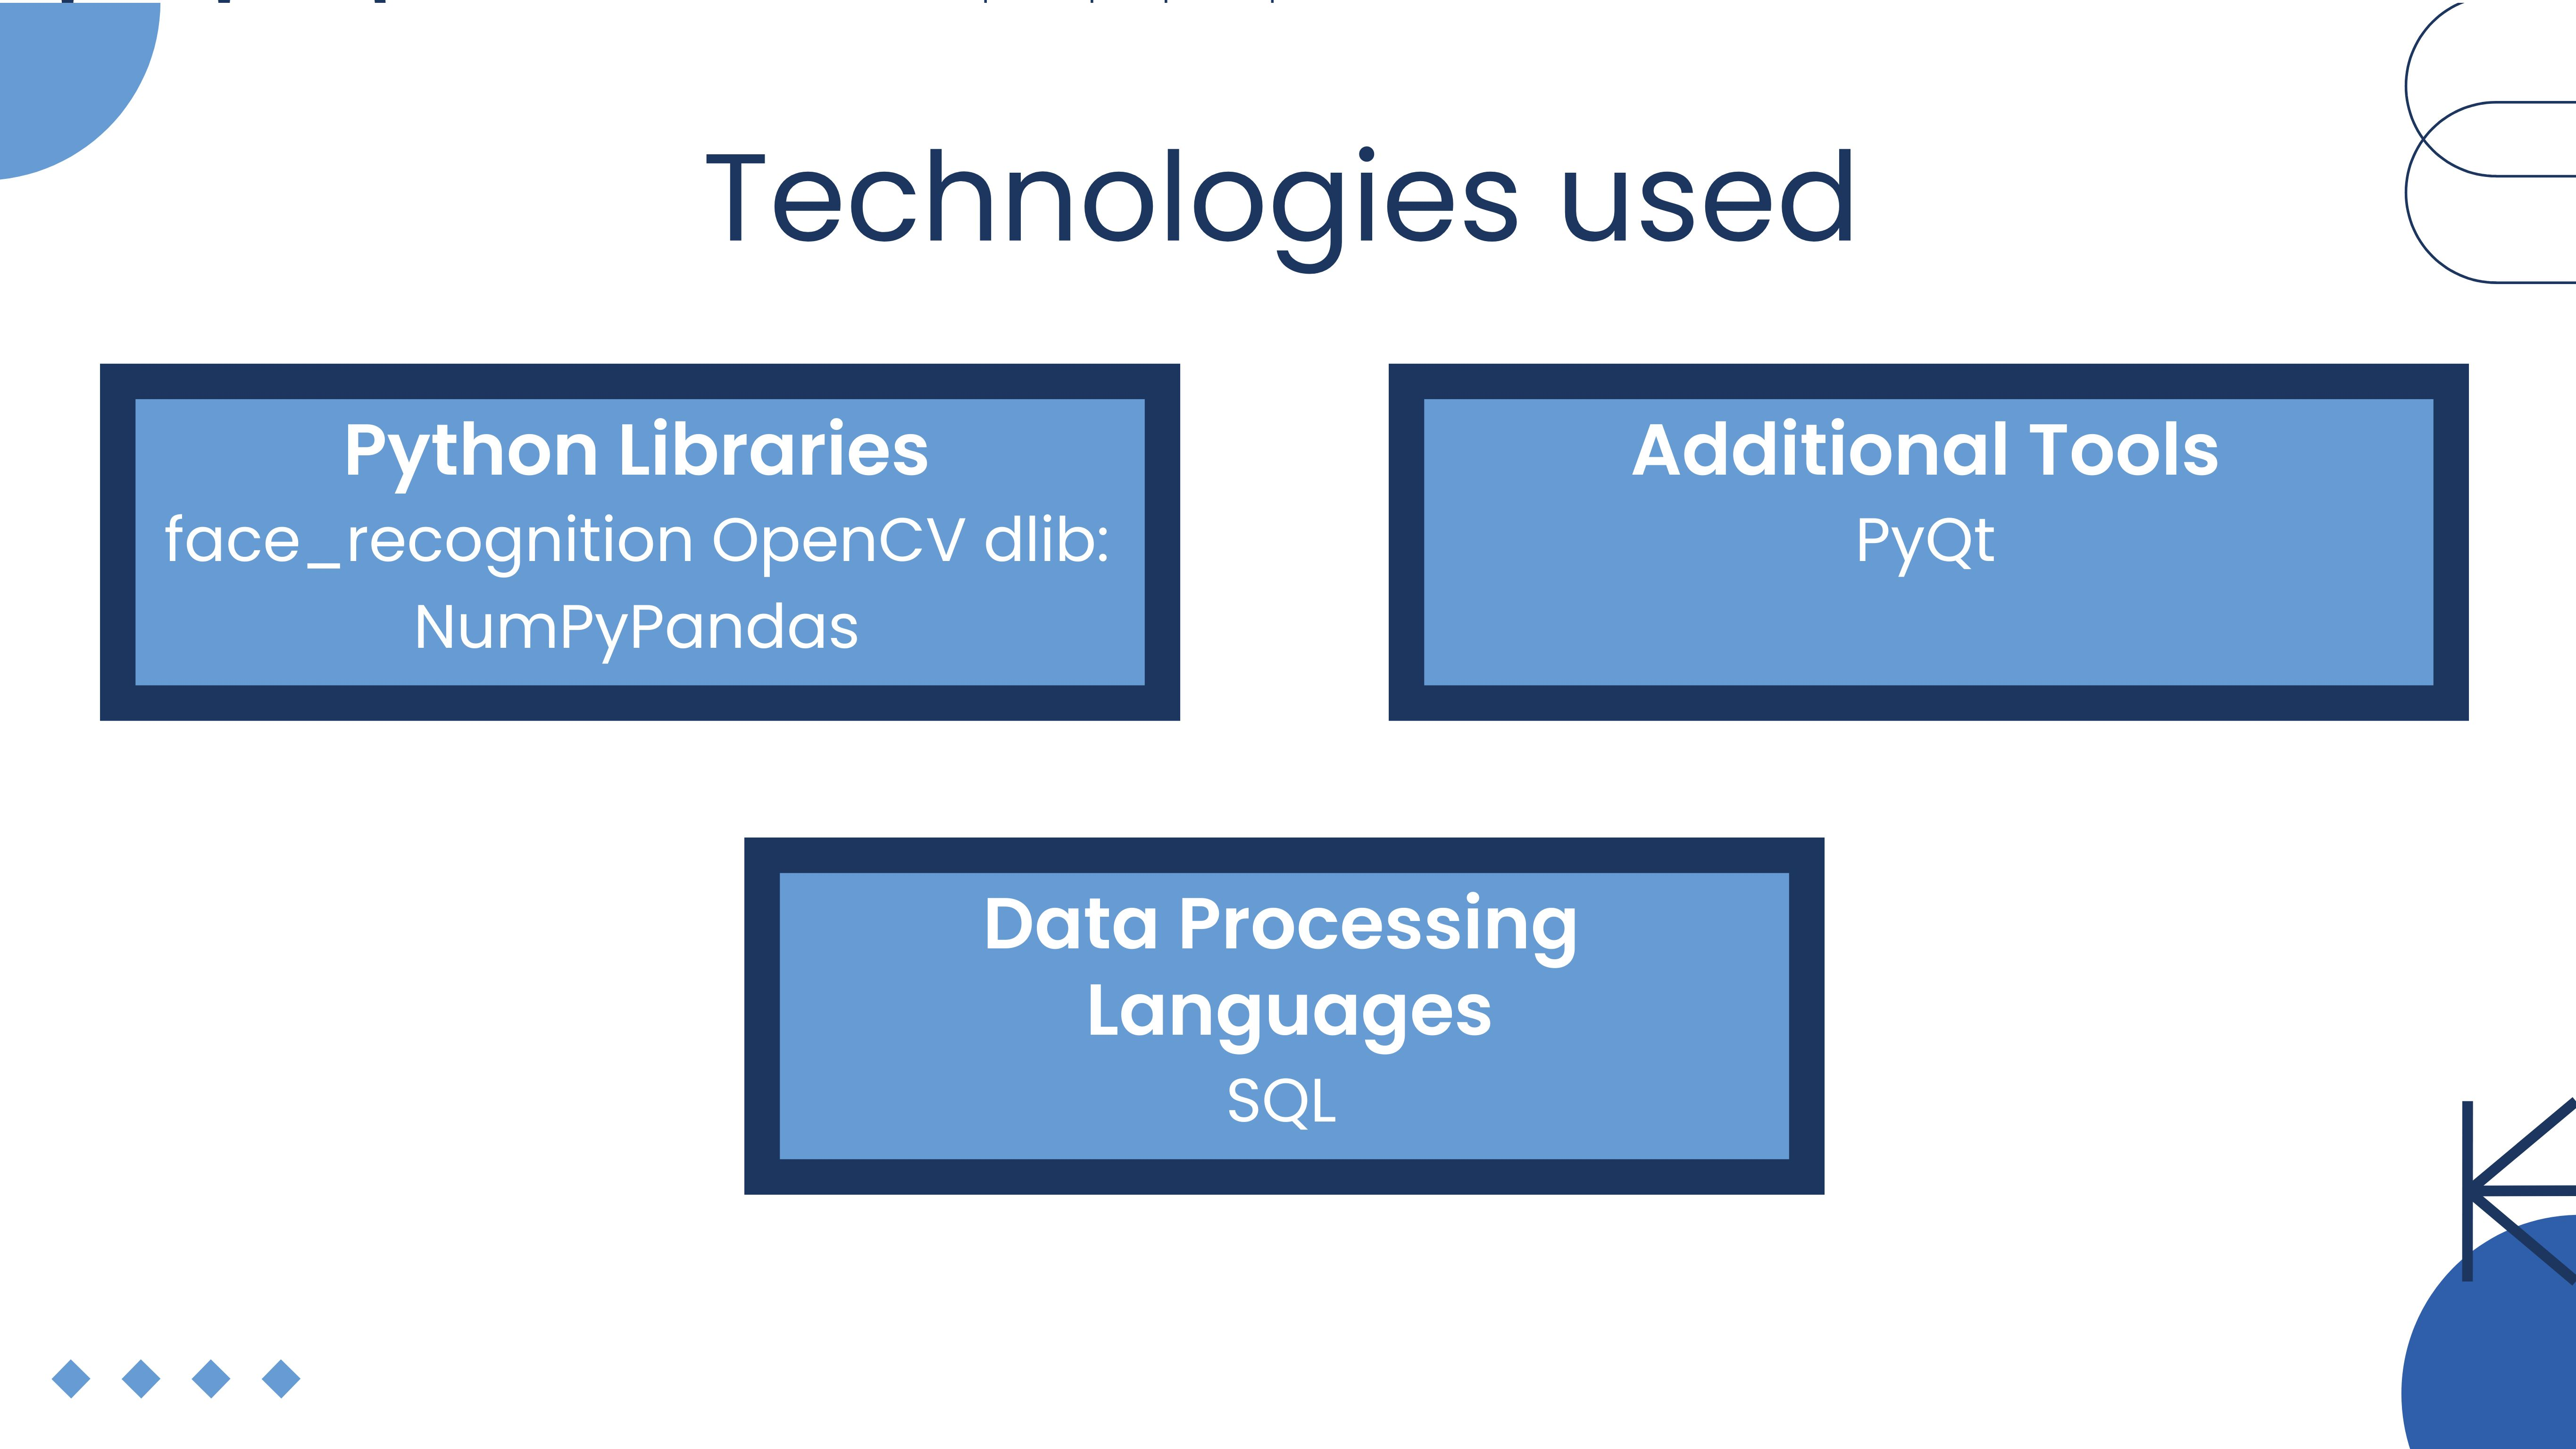 Technologies used
Python Libraries
face_recognition OpenCV dlib:
NumPyPandas
Additional Tools
PyQt
Data Processing
Languages
SQL